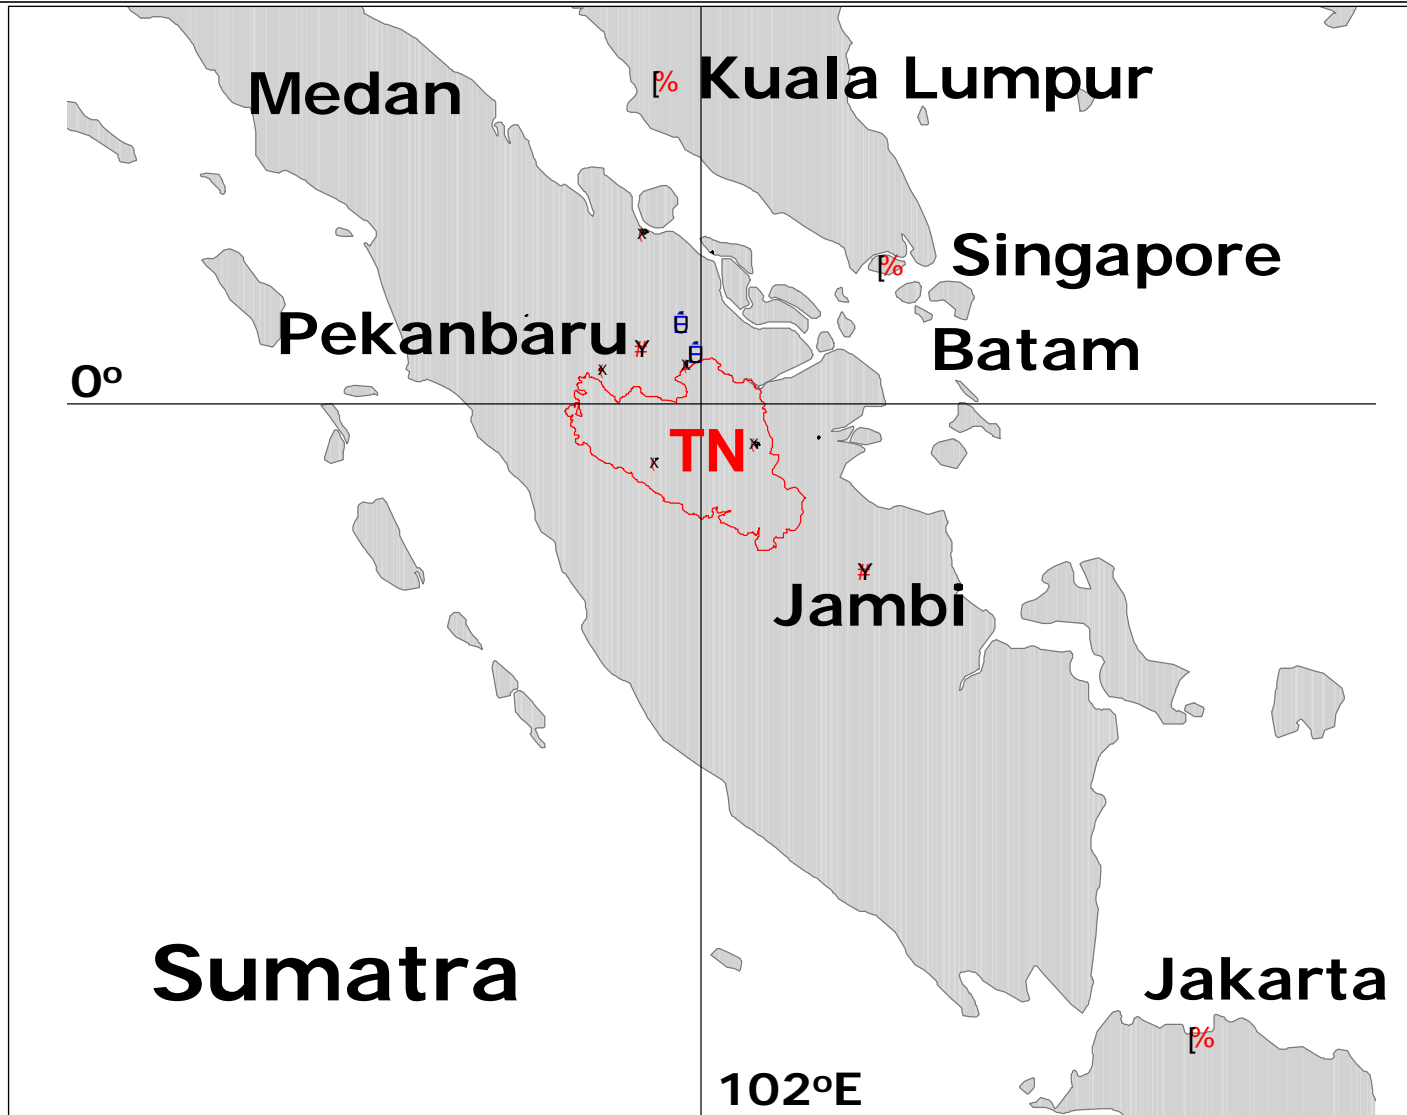 Medan
[% Kuala Lumpur
[% Singapore
Pekanbaru ¥
Batam
0º
TN
¥
Jambi
Sumatra
Jakarta
[%
102ºE